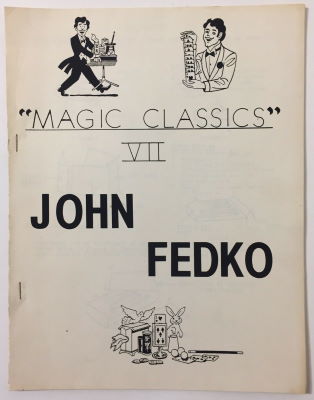 "MAGIC CLASSICS"
VII
JOHN
FEDKO